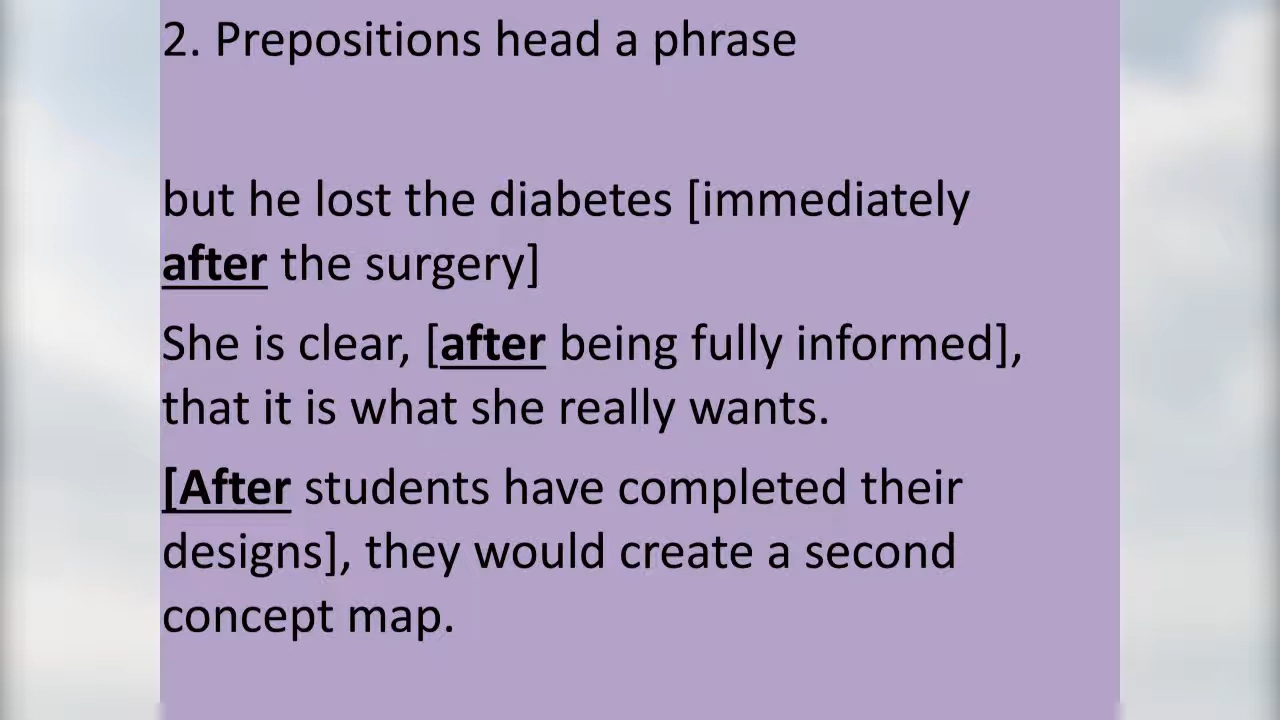 2. Prepositions head a phrase
but he lost the diabetes [immediately
after the surgery]
She is clear, [after being fully informed],
that it is what she really wants.
[After students have completed their
designs], they would create a second
concept map.